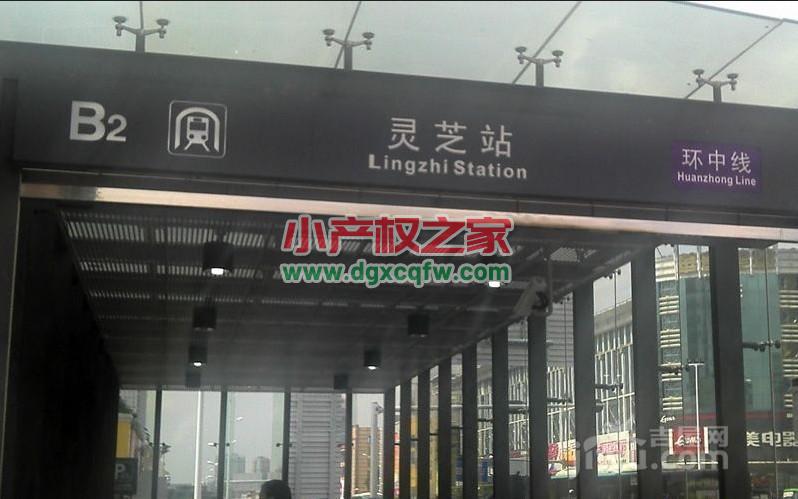 B2
灵芝站
Lingzhi Station
环中线
Huanzhong Line
小产权之家
www.dgxcqfw.com
P